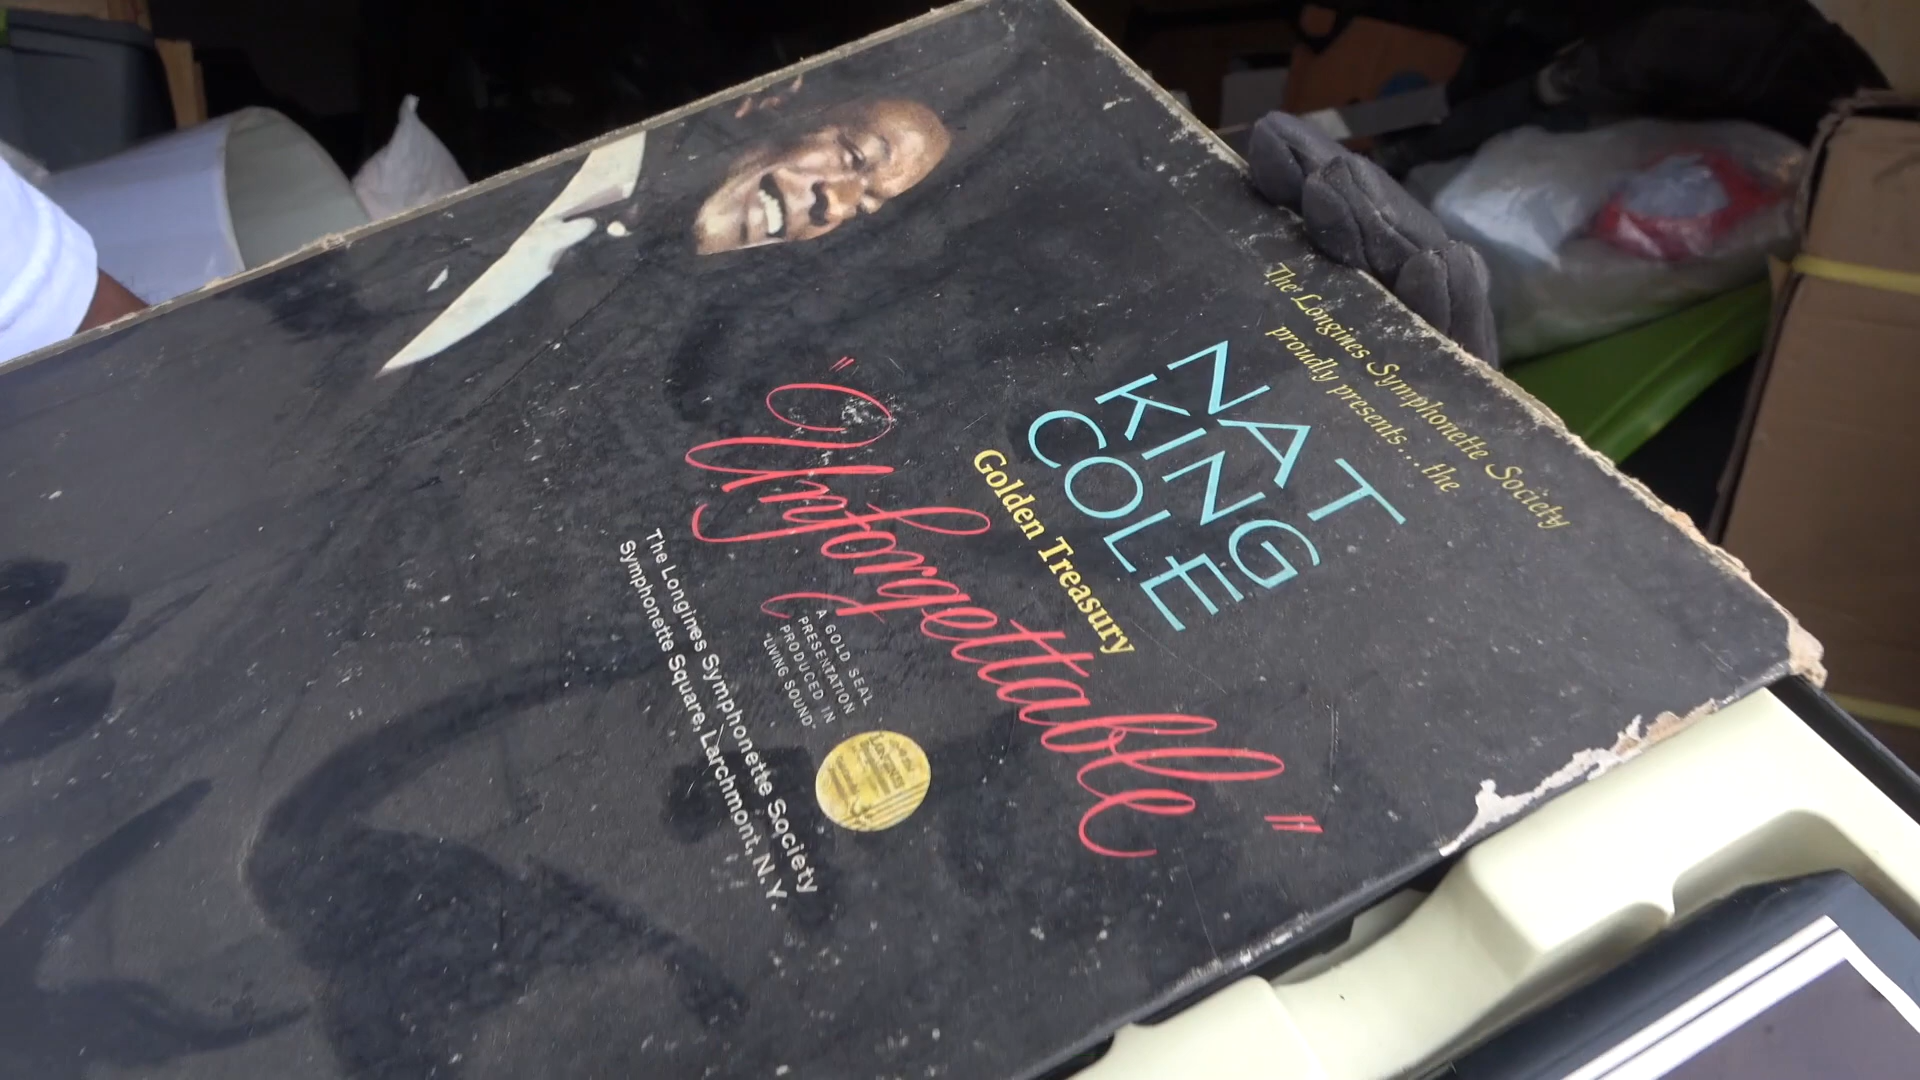 The Longines Symphonette Society
proudly presents... the
NAT
KING
COLE
Golden Treasury
"Unforgettable"
A GOLD SEAL
PRESENTATION
PRODUCED IN
"LIVING SOUND"
The Longines Symphonette Society
Symphonette Square, Larchmont, N.Y.